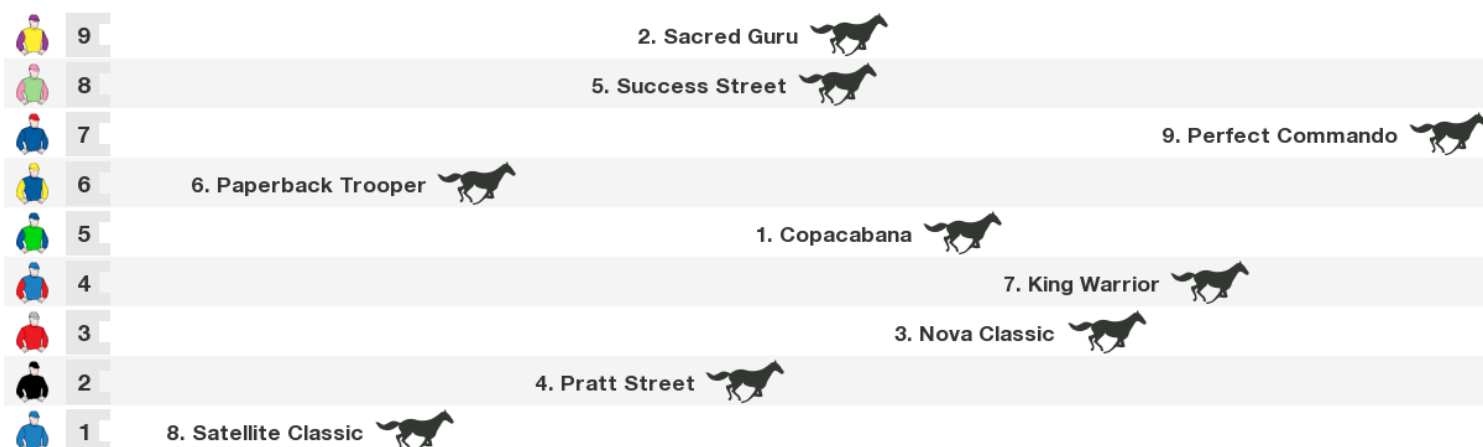 9 2. Sacred Guru
8 5. Success Street
7 9. Perfect Commando
6 6. Paperback Trooper
5 1. Copacabana
4 7. King Warrior
3 3. Nova Classic
2 4. Pratt Street
1 8. Satellite Classic